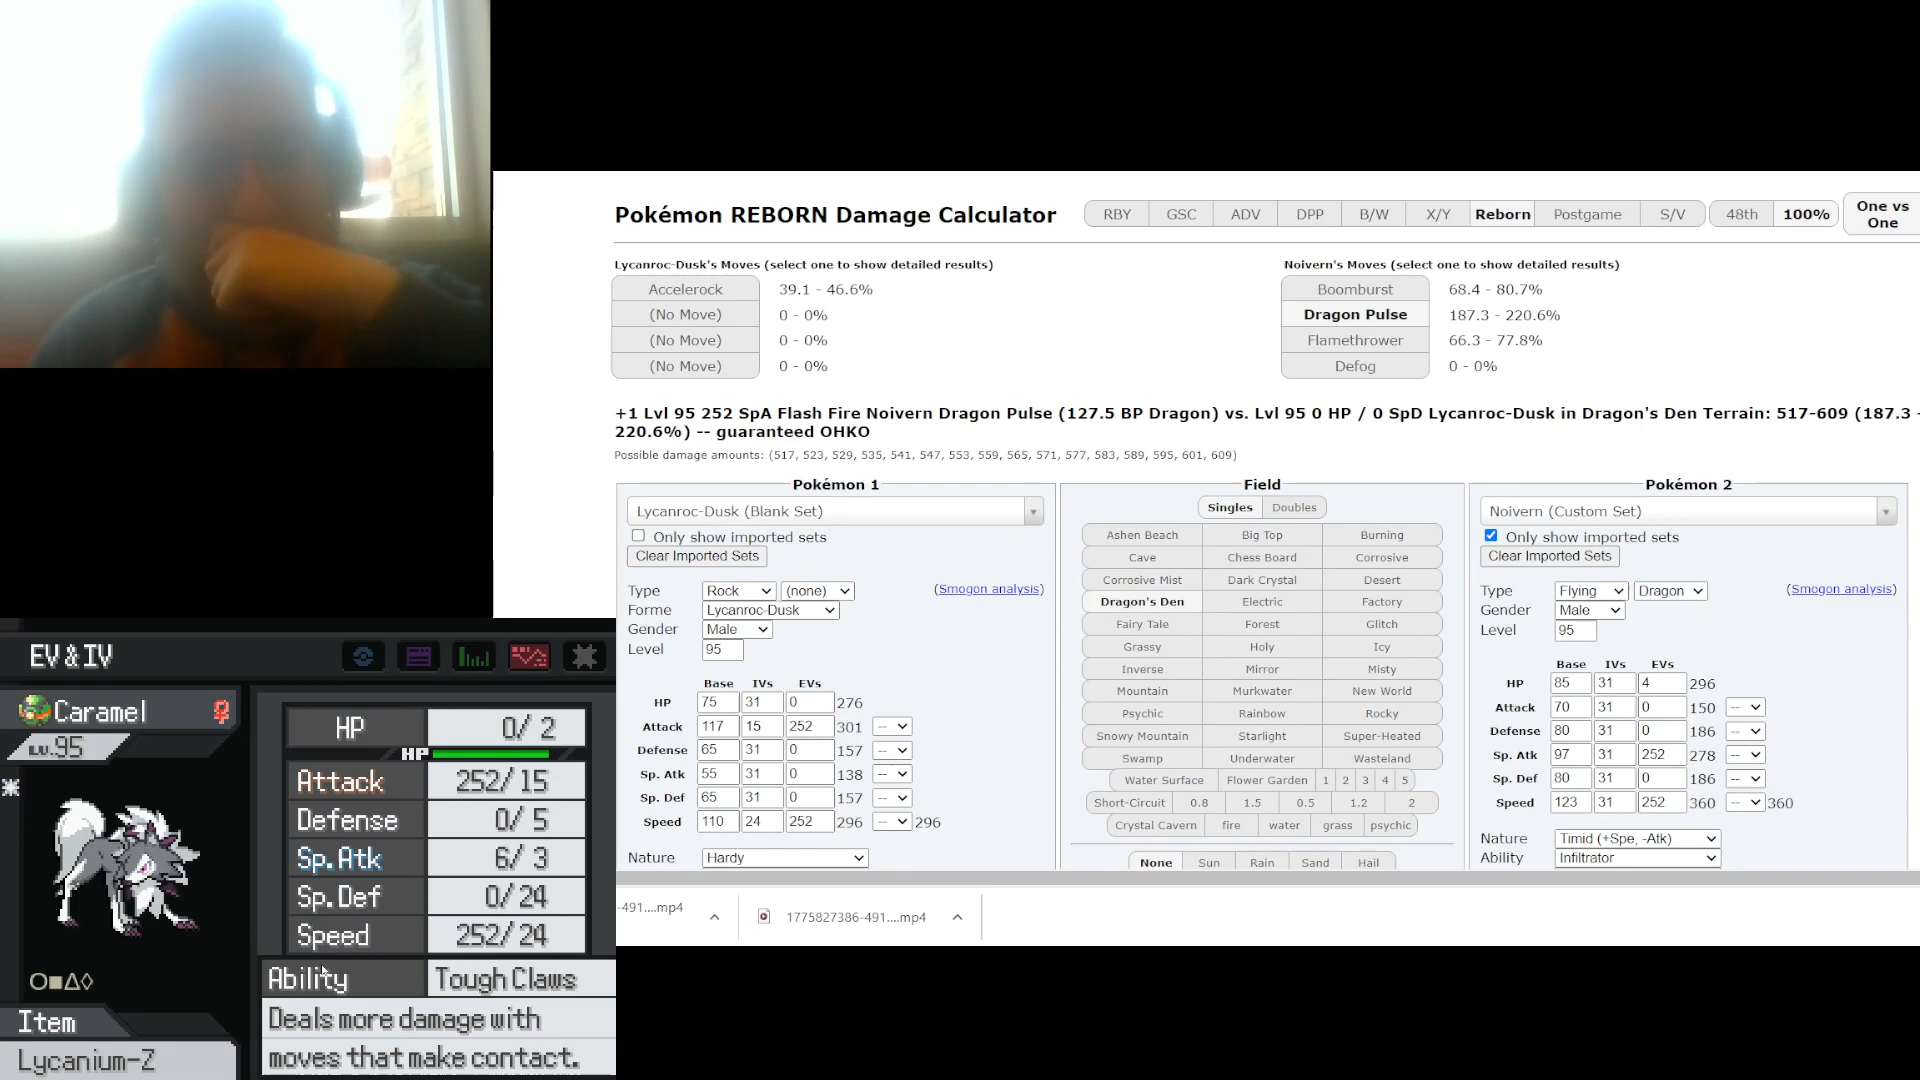 Pokémon REBORN Damage Calculator
RBY GSC ADV DPP B/W X/Y Reborn Postgame S/V 48th 100% One vs One
Lycanroc-Dusk's Moves (select one to show detailed results)
Accelerock 39.1 - 46.6%
(No Move) 0 - 0%
(No Move) 0 - 0%
(No Move) 0 - 0%
Noivern's Moves (select one to show detailed results)
Boomburst 68.4 - 80.7%
Dragon Pulse 187.3 - 220.6%
Flamethrower 66.3 - 77.8%
Defog 0 - 0%
+1 Lvl 95 252 SpA Flash Fire Noivern Dragon Pulse (127.5 BP Dragon) vs. Lvl 95 0 HP / 0 SpD Lycanroc-Dusk in Dragon's Den Terrain: 517-609 (187.3 -
220.6%) -- guaranteed OHKO
Possible damage amounts: (517, 523, 529, 535, 541, 547, 553, 559, 565, 571, 577, 583, 589, 595, 601, 609)
Pokémon 1
Lycanroc-Dusk (Blank Set)
Only show imported sets
Clear Imported Sets
Type Rock (none) (Smogon analysis)
Forme Lycanroc-Dusk
Gender Male
Level 95
Base IVs EVs
HP 75 31 0 276
Attack 117 15 252 301 --
Defense 65 31 0 157 --
Sp. Atk 55 31 0 138 --
Sp. Def 65 31 0 157 --
Speed 110 24 252 296 -- 296
Nature Hardy
Field
Singles Doubles
Ashen Beach Big Top Burning
Cave Chess Board Corrosive
Corrosive Mist Dark Crystal Desert
Dragon's Den Electric Factory
Fairy Tale Forest Glitch
Grassy Holy Icy
Inverse Mirror Misty
Mountain Murkwater New World
Psychic Rainbow Rocky
Snowy Mountain Starlight Super-Heated
Swamp Underwater Wasteland
Water Surface Flower Garden 1 2 3 4 5
Short-Circuit 0.8 1.5 0.5 1.2 2
Crystal Cavern fire water grass psychic
None Sun Rain Sand Hail
Pokémon 2
Noivern (Custom Set)
Only show imported sets
Clear Imported Sets
Type Flying Dragon (Smogon analysis)
Gender Male
Level 95
Base IVs EVs
HP 85 31 4 296
Attack 70 31 0 150 --
Defense 80 31 0 186 --
Sp. Atk 97 31 252 278 --
Sp. Def 80 31 0 186 --
Speed 123 31 252 360 -- 360
Nature Timid (+Spe, -Atk)
Ability Infiltrator
-491....mp4 1775827386-491....mp4
EV & IV
Caramel ♀
Lv.95
HP 0/ 2
HP
Attack 252/15
Defense 0/ 5
Sp.Atk 6/ 3
Sp.Def 0/24
Speed 252/24
Ability Tough Claws
Deals more damage with
moves that make contact.
Item
Lycanium-Z